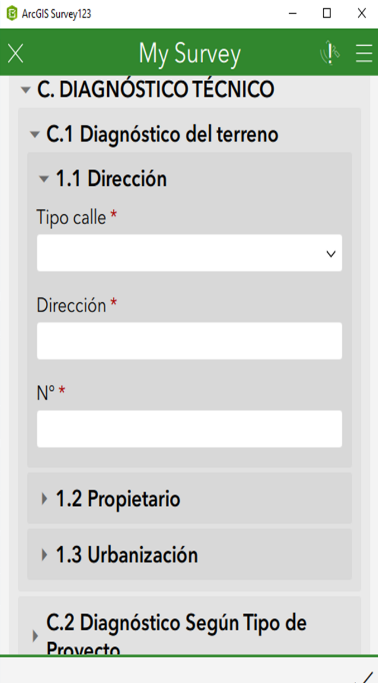 ArcGIS Survey123
My Survey
C. DIAGNÓSTICO TÉCNICO
C.1 Diagnóstico del terreno
1.1 Dirección
Tipo calle *
Dirección *
Nº *
1.2 Propietario
1.3 Urbanización
C.2 Diagnóstico Según Tipo de
Proyecto